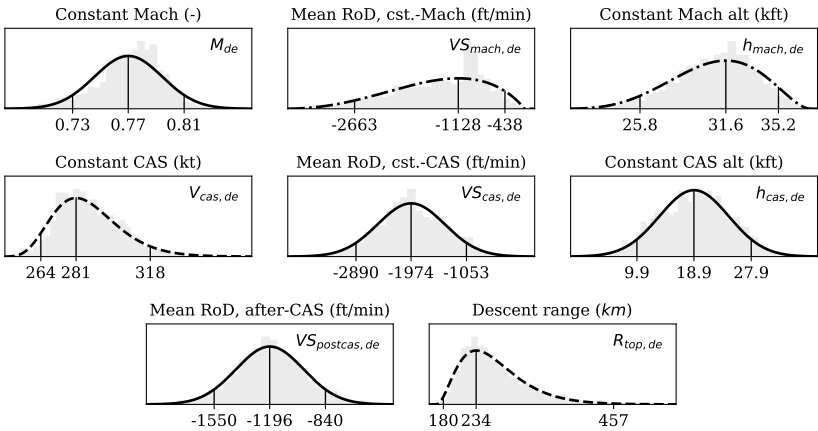 Constant Mach (-)
Mean RoD, cst.-Mach (ft/min)
Constant Mach alt (kft)
M_de
VS_mach, de
h_mach, de
0.73 0.77 0.81
-2663 -1128 -438
25.8 31.6 35.2
Constant CAS (kt)
Mean RoD, cst.-CAS (ft/min)
Constant CAS alt (kft)
V_cas, de
VS_cas, de
h_cas, de
264 281 318
-2890 -1974 -1053
9.9 18.9 27.9
Mean RoD, after-CAS (ft/min)
Descent range (km)
VS_postcas, de
R_top, de
-1550 -1196 -840
180 234 457